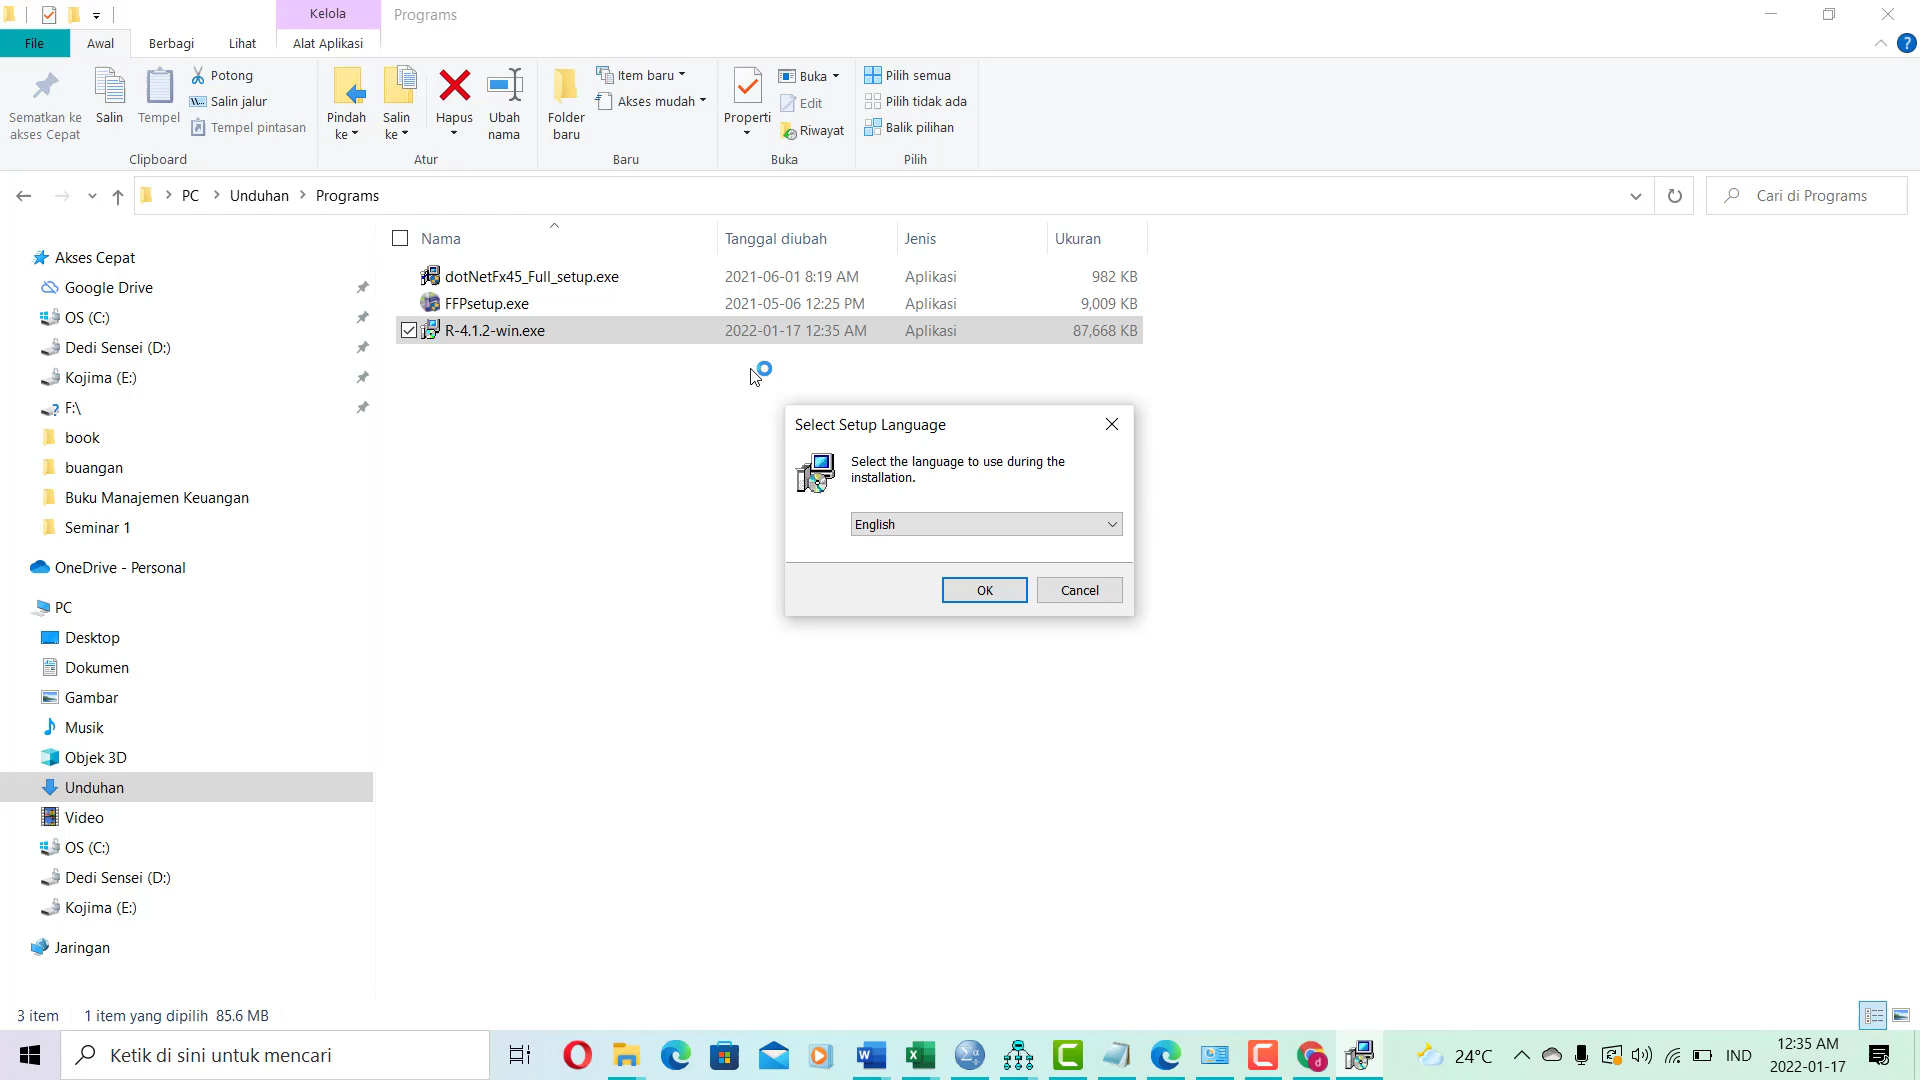 Kelola
Programs
File
Awal
Berbagi
Lihat
Alat Aplikasi
Sematkan ke
akses Cepat
Salin
Tempel
Potong
Salin jalur
Tempel pintasan
Clipboard
Pindah
ke
Salin
ke
Hapus
Ubah
nama
Atur
Folder
baru
Item baru
Akses mudah
Baru
Properti
Buka
Edit
Riwayat
Buka
Pilih semua
Pilih tidak ada
Balik pilihan
Pilih
PC
Unduhan
Programs
Cari di Programs
Nama
Tanggal diubah
Jenis
Ukuran
dotNetFx45_Full_setup.exe 2021-06-01 8:19 AM Aplikasi 982 KB
FFPsetup.exe 2021-05-06 12:25 PM Aplikasi 9,009 KB
R-4.1.2-win.exe 2022-01-17 12:35 AM Aplikasi 87,668 KB
Akses Cepat
Google Drive
OS (C:)
Dedi Sensei (D:)
Kojima (E:)
F:\
book
buangan
Buku Manajemen Keuangan
Seminar 1
OneDrive - Personal
PC
Desktop
Dokumen
Gambar
Musik
Objek 3D
Unduhan
Video
OS (C:)
Dedi Sensei (D:)
Kojima (E:)
Jaringan
Select Setup Language
Select the language to use during the
installation.
English
OK
Cancel
3 item
1 item yang dipilih 85.6 MB
Ketik di sini untuk mencari
24°C
IND
12:35 AM
2022-01-17